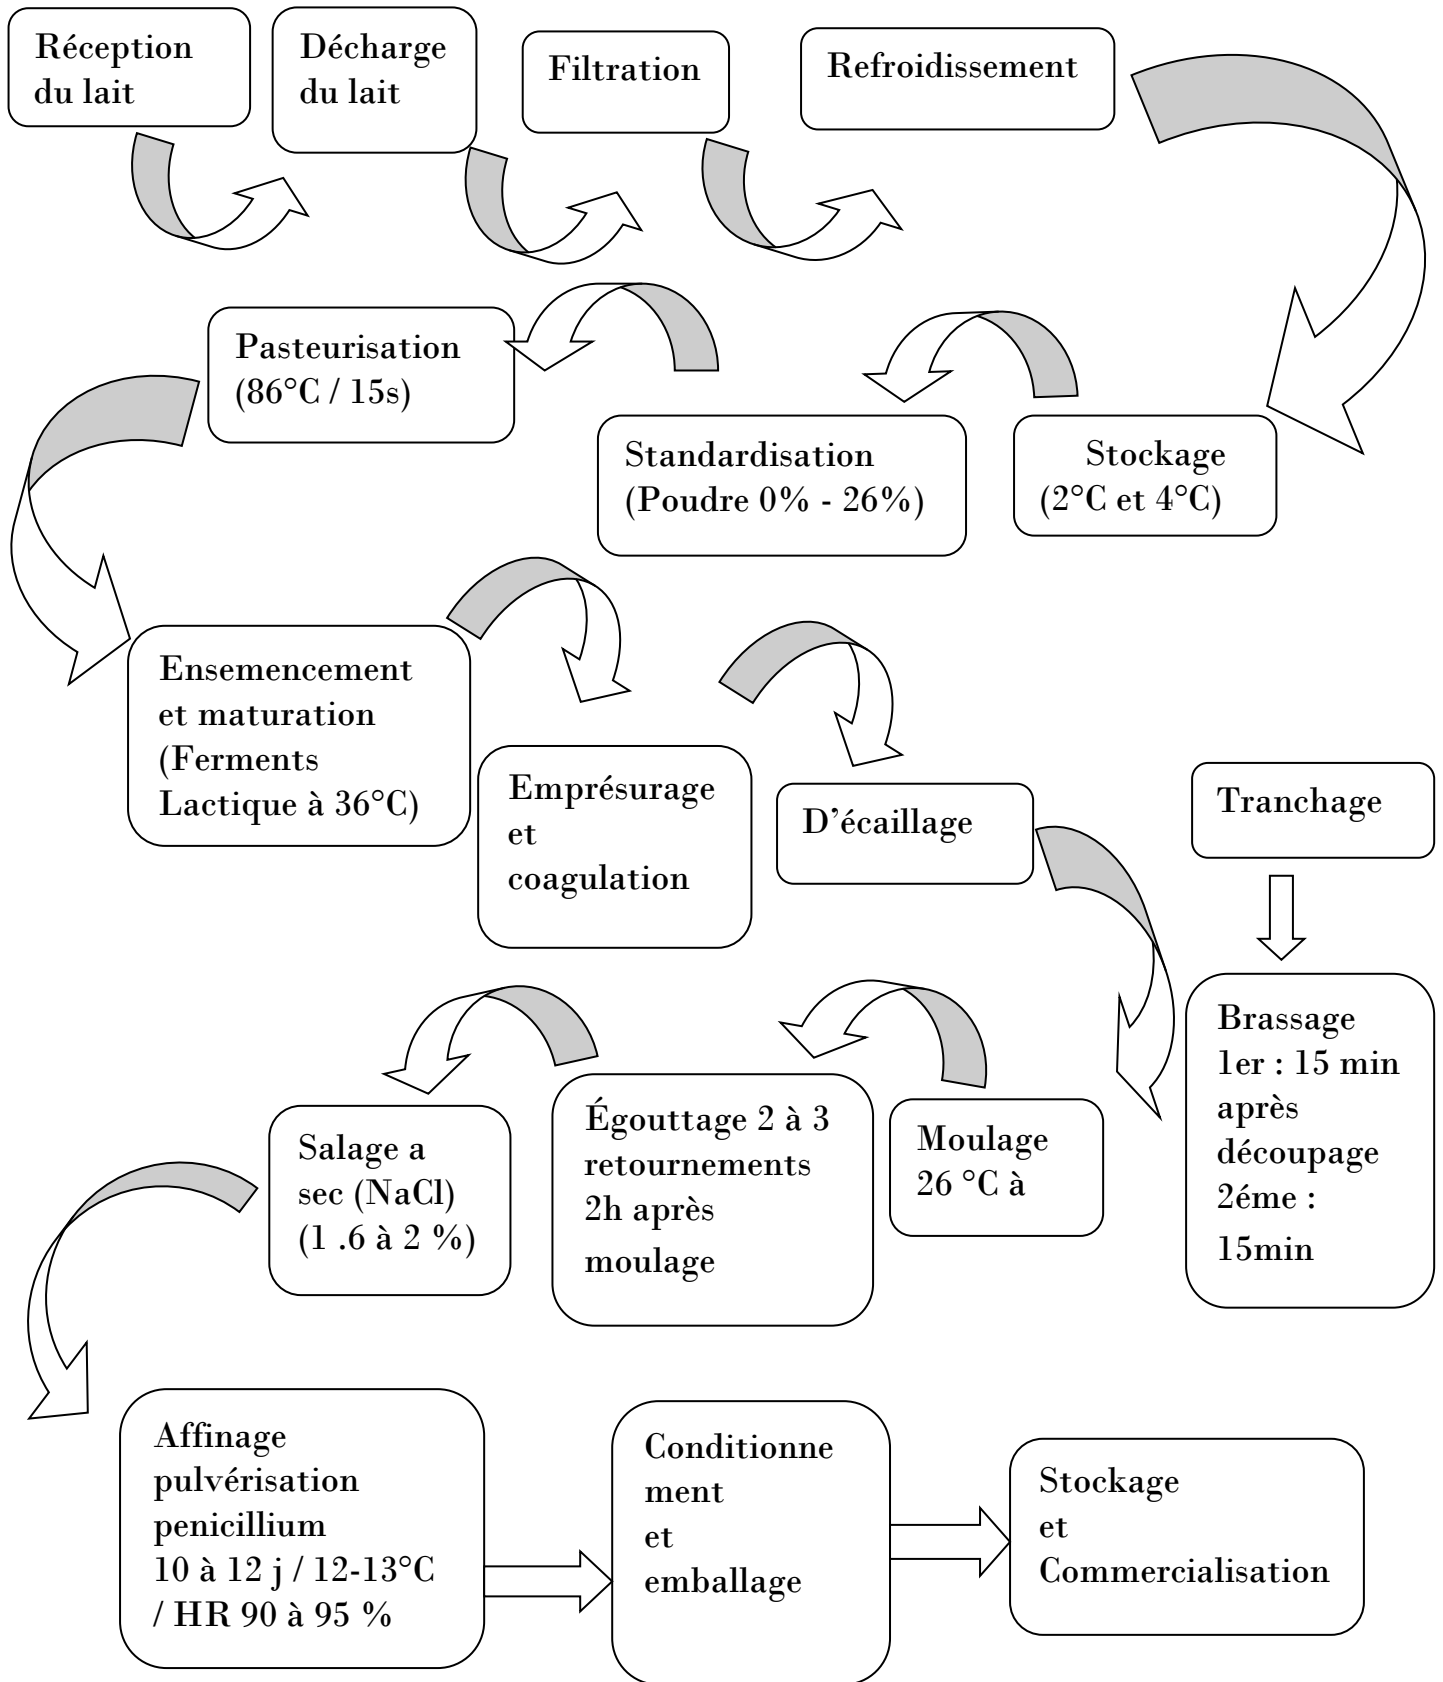 Réception
du lait
Décharge
du lait
Filtration
Refroidissement
Stockage
(2°C et 4°C)
Standardisation
(Poudre 0% - 26%)
Pasteurisation
(86°C / 15s)
Ensemencement
et maturation
(Ferments
Lactique à 36°C)
Emprésurage
et
coagulation
D’écaillage
Tranchage
Brassage
1er : 15 min
après
découpage
2éme :
15min
Moulage
26 °C à
Égouttage 2 à 3
retournements
2h après
moulage
Salage a
sec (NaCl)
(1 .6 à 2 %)
Affinage
pulvérisation
penicillium
10 à 12 j / 12-13°C
/ HR 90 à 95 %
Conditionne
ment
et
emballage
Stockage
et
Commercialisation